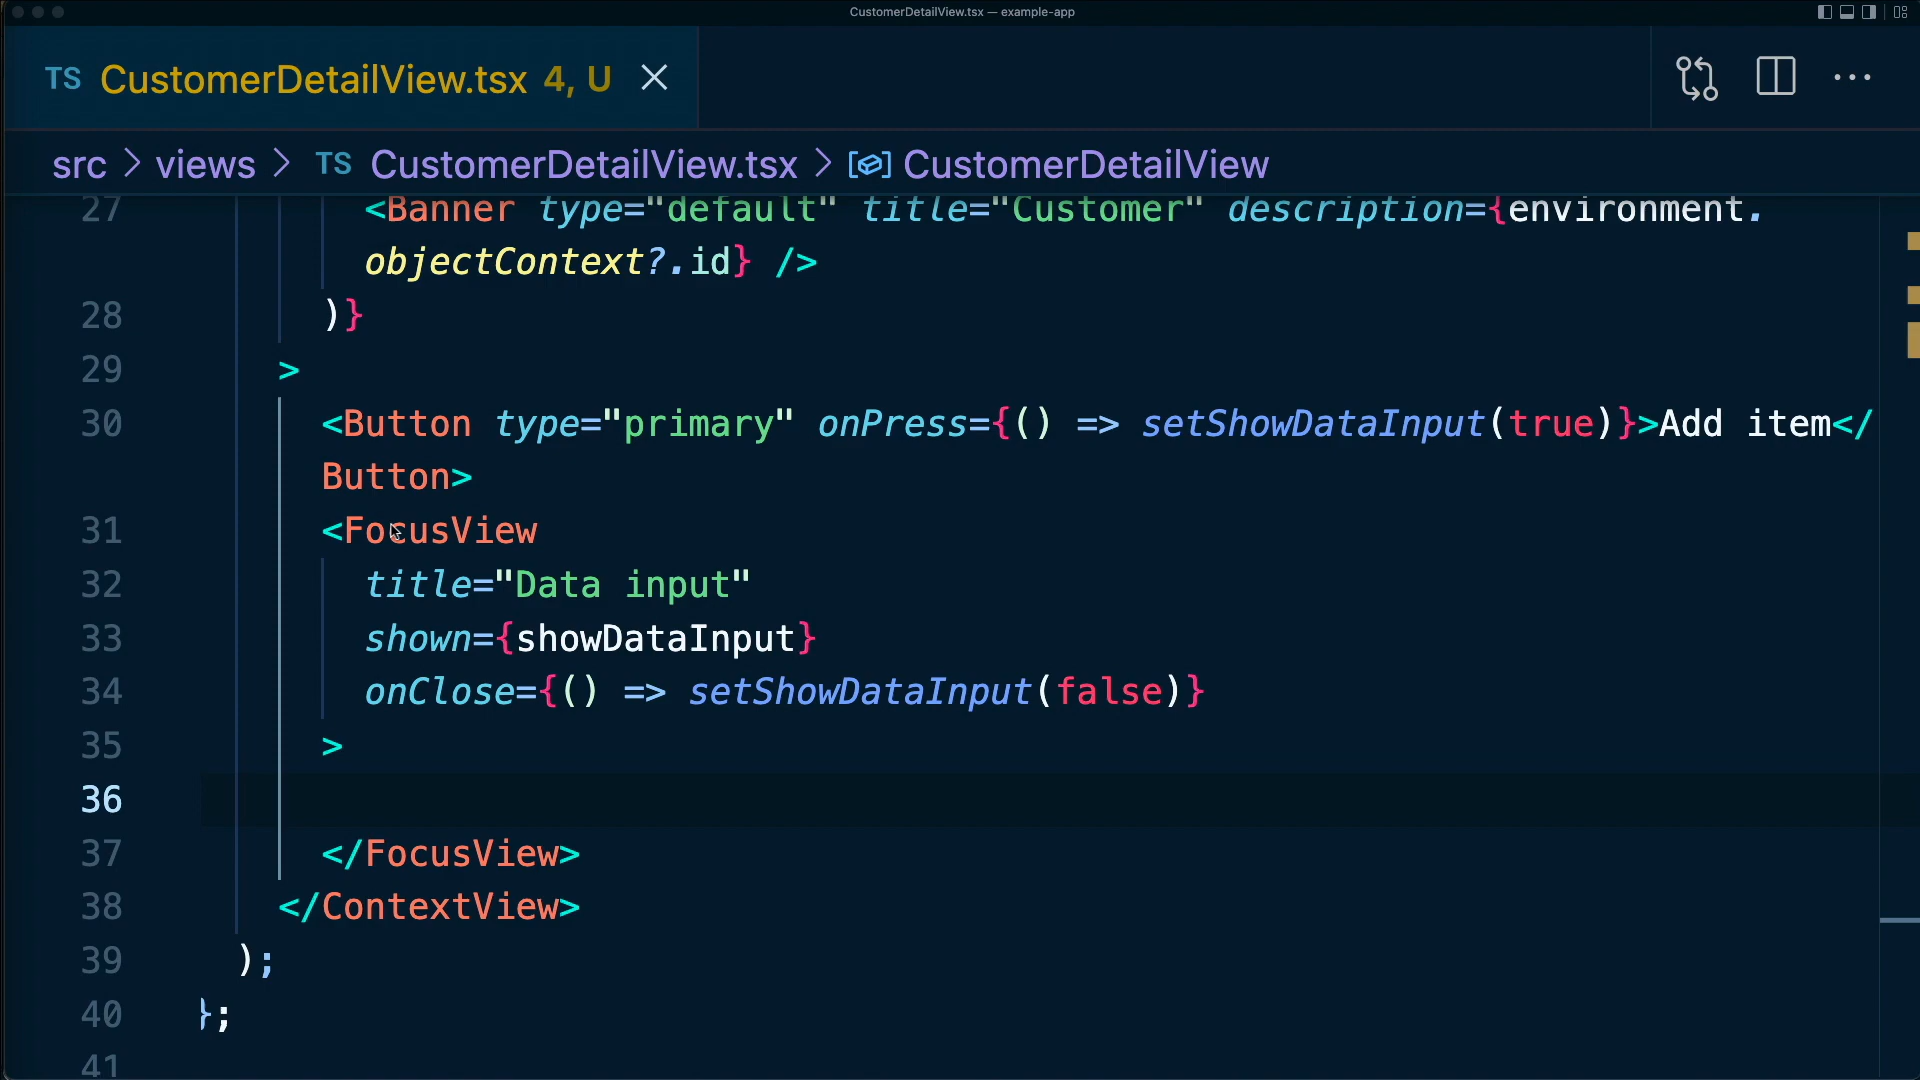 CustomerDetailView.tsx — example-app
TS CustomerDetailView.tsx 4, U
src > views > TS CustomerDetailView.tsx > CustomerDetailView
27 <Banner type="default" title="Customer" description={environment.
objectContext?.id} />
28 )}
29 >
30 <Button type="primary" onPress={() => setShowDataInput(true)}>Add item</
Button>
31 <FocusView
32 title="Data input"
33 shown={showDataInput}
34 onClose={() => setShowDataInput(false)}
35 >
36
37 </FocusView>
38 </ContextView>
39 );
40 };
41